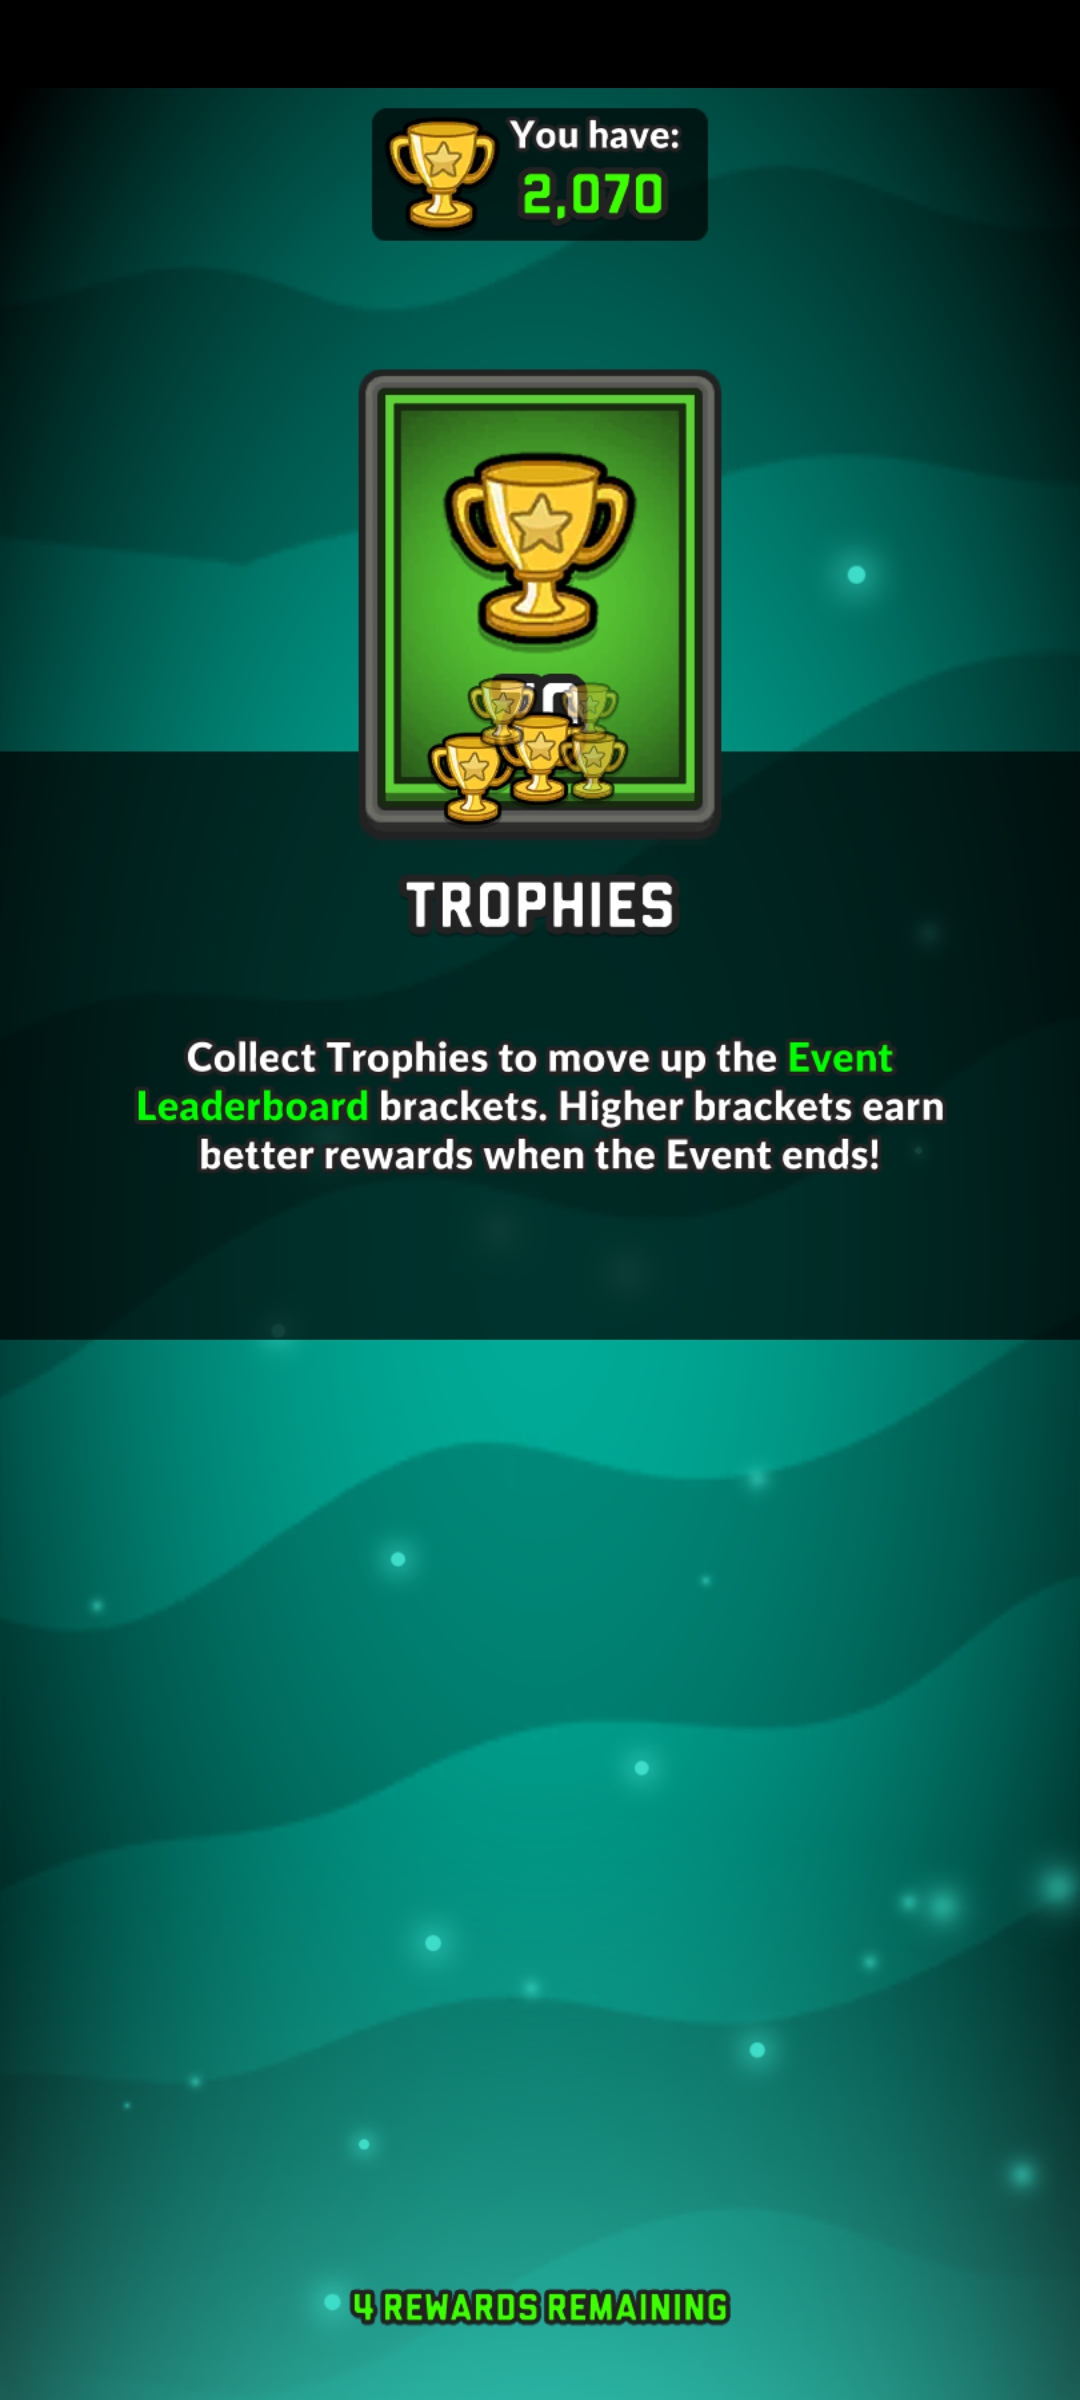 You have:
2,070
TROPHIES
Collect Trophies to move up the Event
Leaderboard brackets. Higher brackets earn
better rewards when the Event ends!
4 REWARDS REMAINING